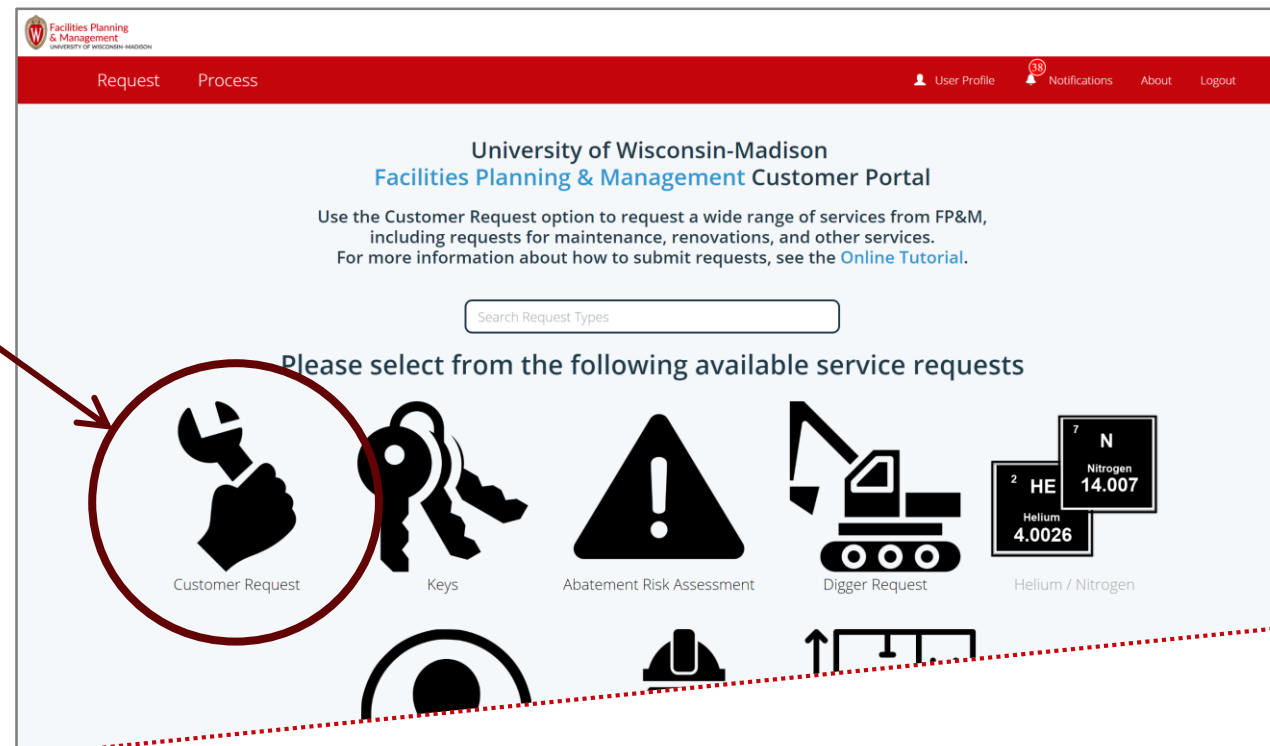 Facilities Planning
& Management
UNIVERSITY OF WISCONSIN-MADISON
Request Process User Profile 38 Notifications About Logout
University of Wisconsin-Madison
Facilities Planning & Management Customer Portal
Use the Customer Request option to request a wide range of services from FP&M,
including requests for maintenance, renovations, and other services.
For more information about how to submit requests, see the Online Tutorial.
Search Request Types
Please select from the following available service requests
7
N
Nitrogen
14.007
2 HE
Helium
4.0026
Customer Request Keys Abatement Risk Assessment Digger Request Helium / Nitrogen